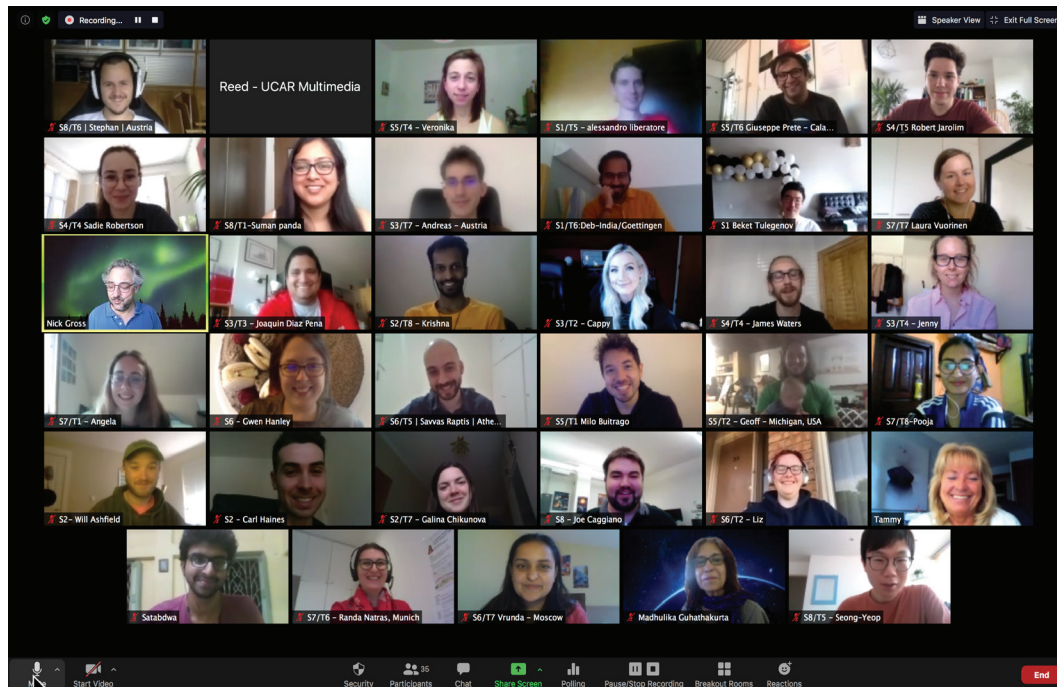 Recording...
Speaker View
Exit Full Screen
S8/T6 | Stephan | Austria
Reed - UCAR Multimedia
S5/T4 - Veronika
S1/T5 - alessandro liberatore
S5/T6 Giuseppe Prete - Cala...
S4/T5 Robert Jarolim
S4/T4 Sadie Robertson
S8/T1-Suman panda
S3/T7 - Andreas - Austria
S1/T6:Deb-India/Goettingen
S1 Beket Tulegenov
S7/T7 Laura Vuorinen
Nick Gross
S3/T3 - Joaquin Diaz Pena
S2/T8 - Krishna
S3/T2 - Cappy
S4/T4 - James Waters
S3/T4 - Jenny
S7/T1 - Angela
S6 - Gwen Hanley
S6/T5 | Savvas Raptis | Athe...
S5/T1 Milo Buitrago
S5/T2 - Geoff - Michigan, USA
S7/T8-Pooja
S2- Will Ashfield
S2 - Carl Haines
S2/T7 - Galina Chikunova
S8 - Joe Caggiano
S6/T2 - Liz
Tammy
Satabdwa
S7/T6 - Randa Natras, Munich
S6/T7 Vrunda - Moscow
Madhulika Guhathakurta
S8/T5 - Seong-Yeop
Start Video
Security
Participants
35
Chat
Share Screen
Polling
Pause/Stop Recording
Breakout Rooms
Reactions
End